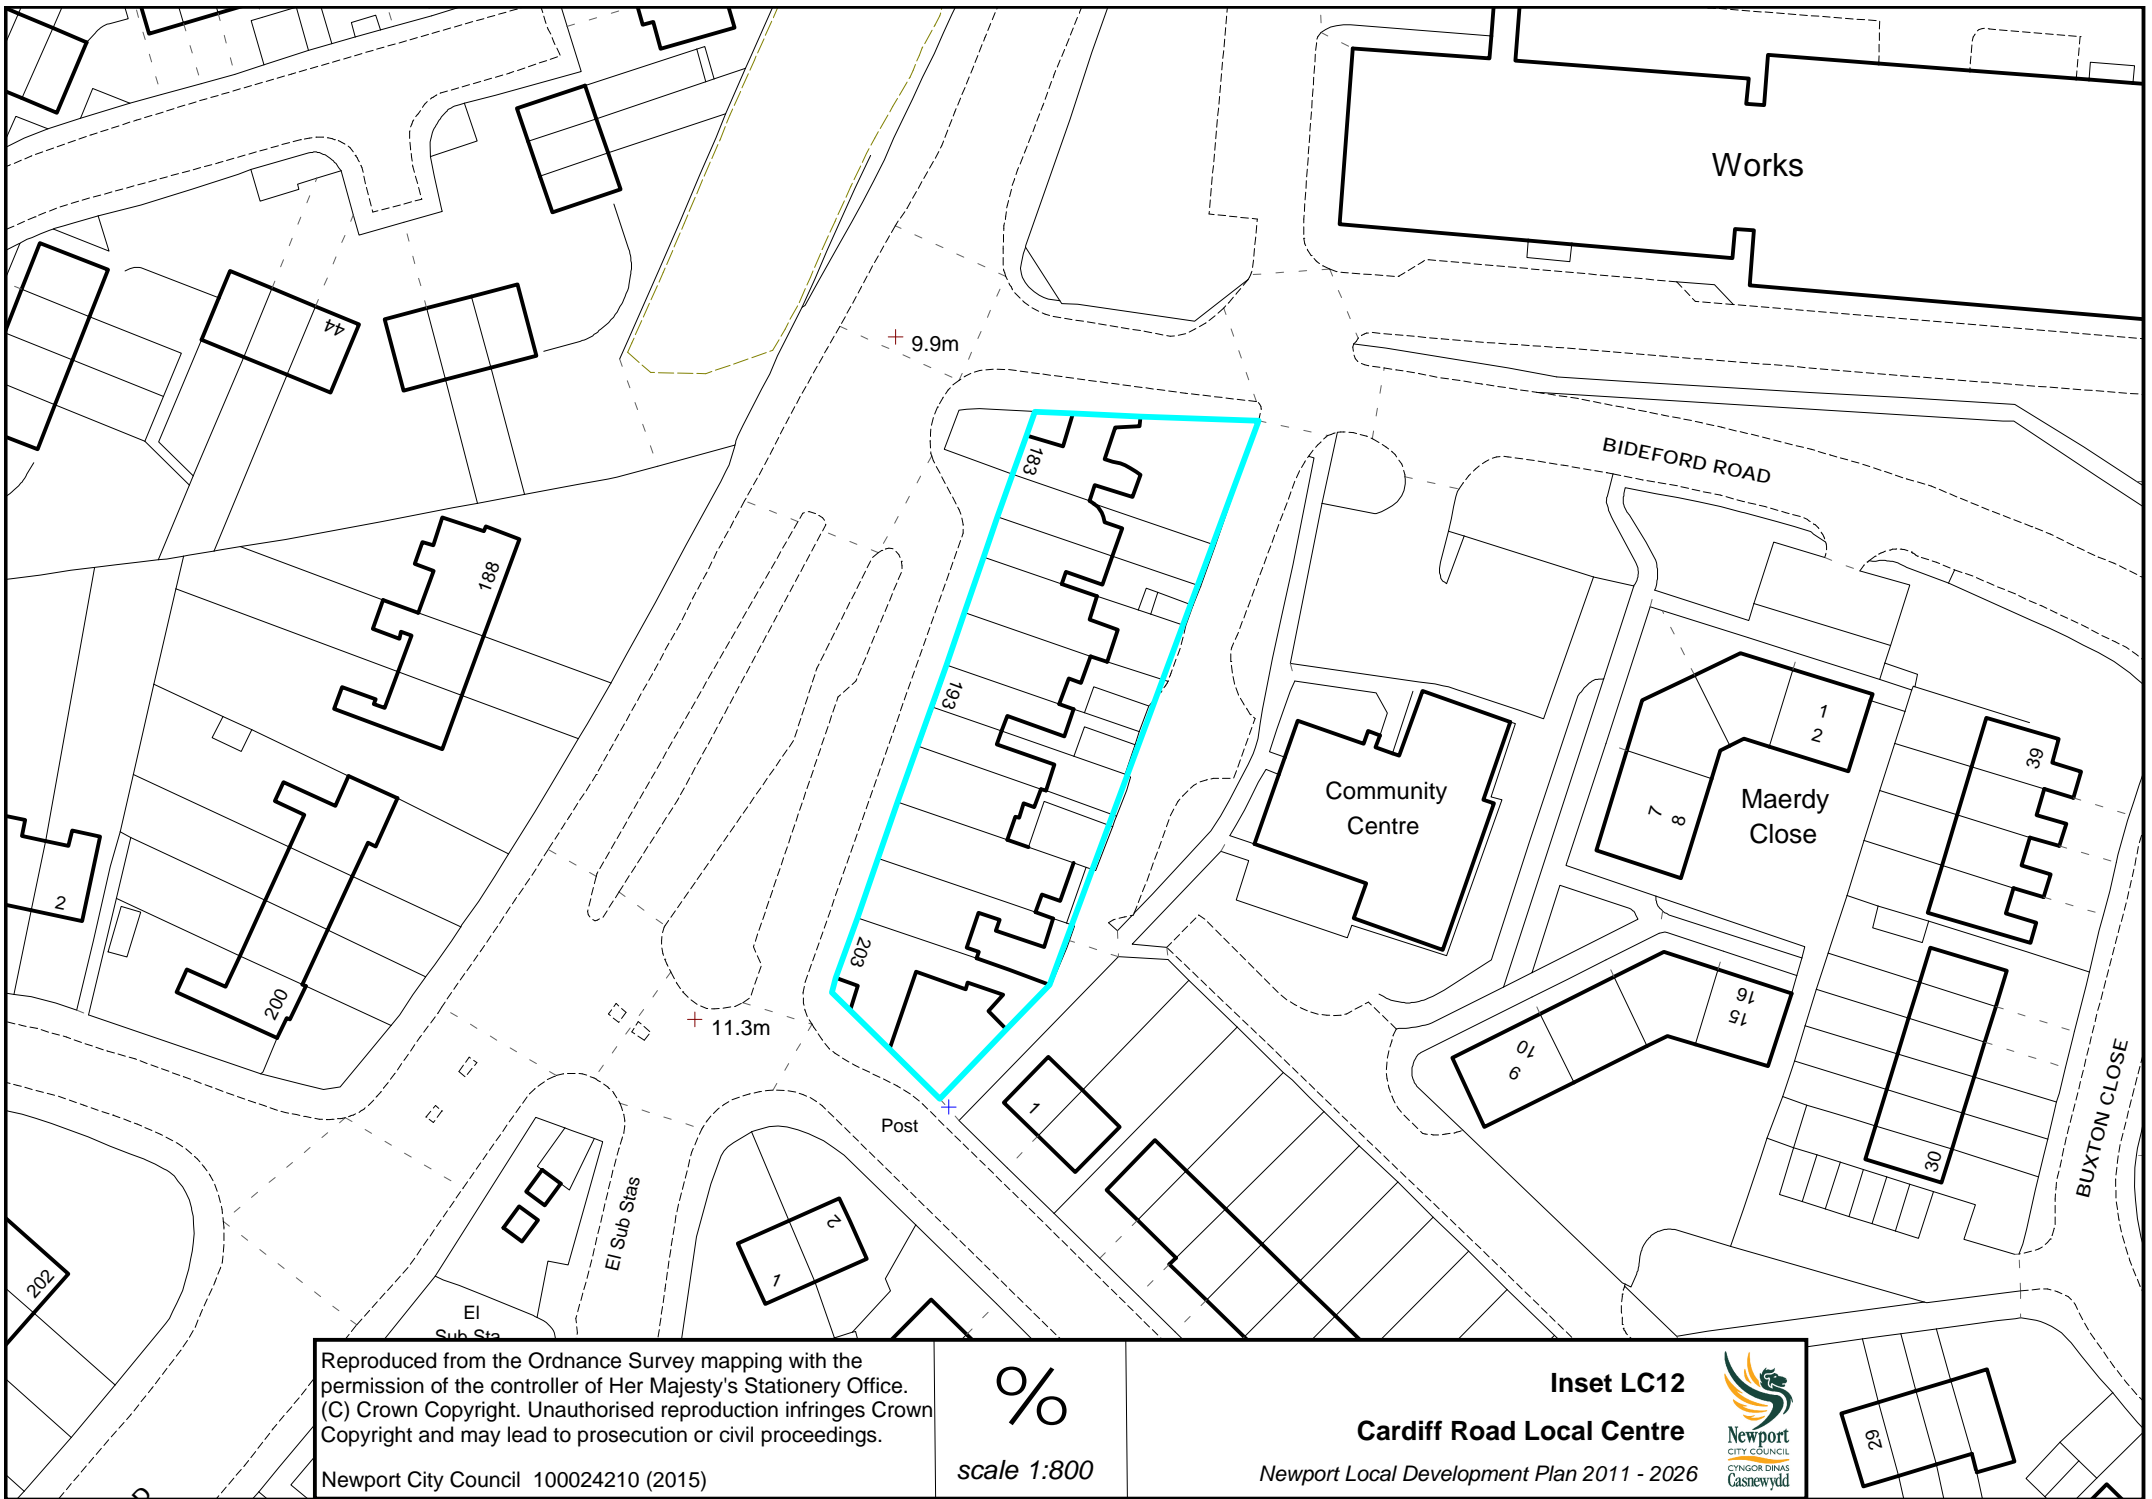 Works
44
9.9m
BIDEFORD ROAD
183
188
193
1
2
39
7
8
Maerdy
Close
Community
Centre
2
203
200
11.3m
16
15
10
9
1
Post
BUXTON CLOSE
30
El Sub Stas
2
1
202
El
Sub Sta
29
Reproduced from the Ordnance Survey mapping with the
permission of the controller of Her Majesty's Stationery Office.
(C) Crown Copyright. Unauthorised reproduction infringes Crown
Copyright and may lead to prosecution or civil proceedings.
Newport City Council 100024210 (2015)
%
scale 1:800
Inset LC12
Cardiff Road Local Centre
Newport Local Development Plan 2011 - 2026
Newport
CITY COUNCIL
CYNGOR DINAS
Casnewydd